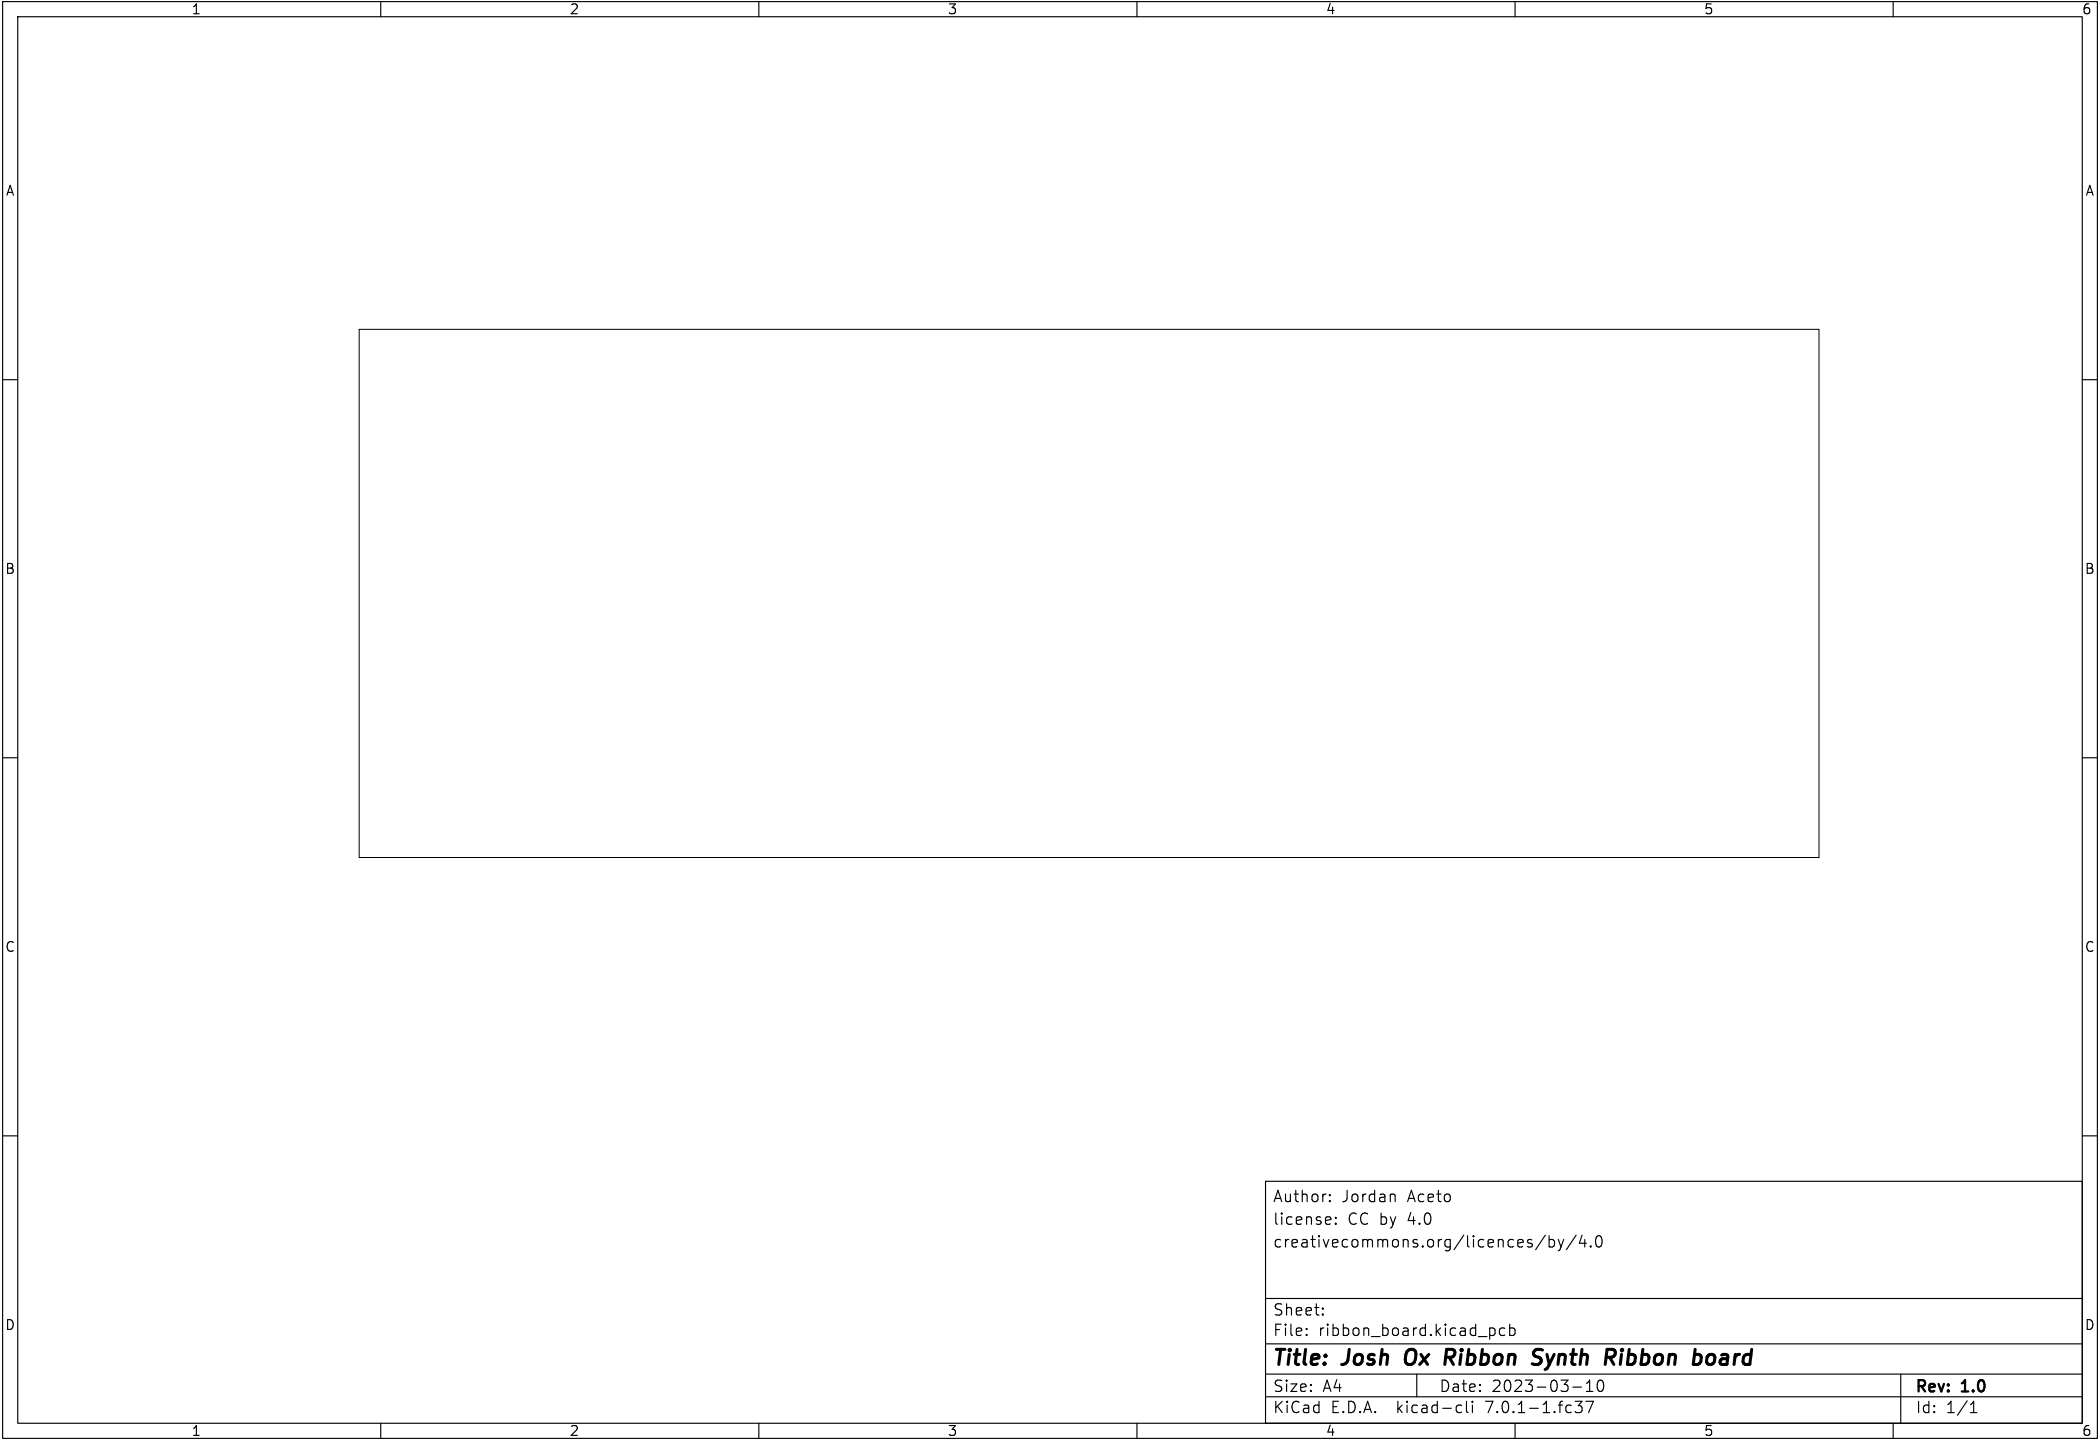 1 2 3 4 5 6
A A
B B
C C
Author: Jordan Aceto
license: CC by 4.0
creativecommons.org/licences/by/4.0
Sheet:
File: ribbon_board.kicad_pcb
D D
Title: Josh Ox Ribbon Synth Ribbon board
Size: A4 Date: 2023-03-10 Rev: 1.0
KiCad E.D.A. kicad-cli 7.0.1-1.fc37 Id: 1/1
1 2 3 4 5 6